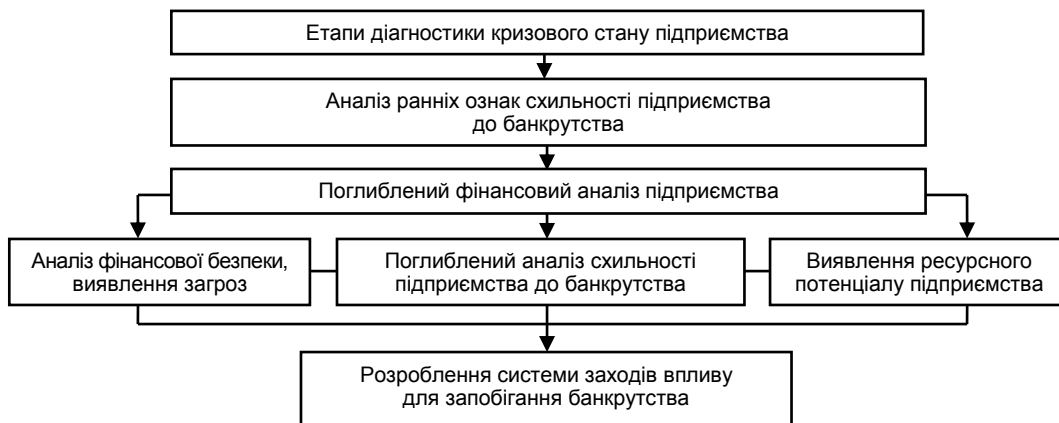 Етапи діагностики кризового стану підприємства
Аналіз ранніх ознак схильності підприємства
до банкрутства
Поглиблений фінансовий аналіз підприємства
Аналіз фінансової безпеки,
виявлення загроз
Поглиблений аналіз схильності
підприємства до банкрутства
Виявлення ресурсного
потенціалу підприємства
Розроблення системи заходів впливу
для запобігання банкрутства